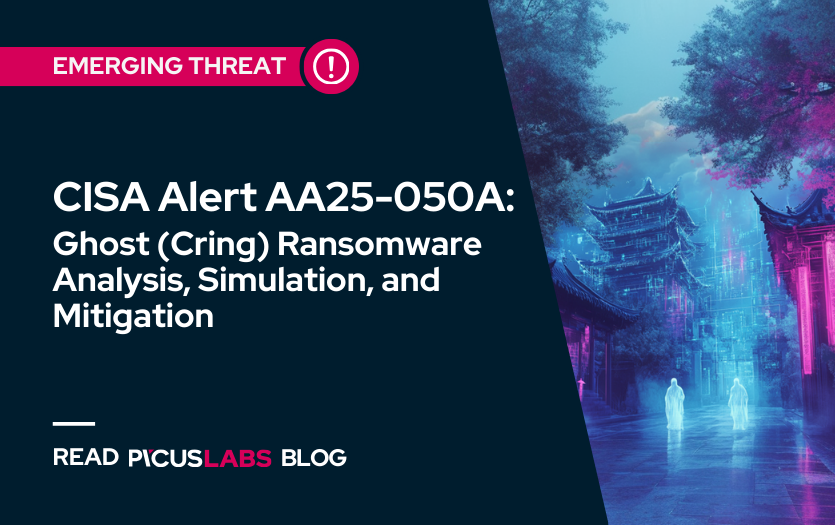 EMERGING THREAT
CISA Alert AA25-050A:
Ghost (Cring) Ransomware
Analysis, Simulation, and
Mitigation
READ PICUSLABS BLOG